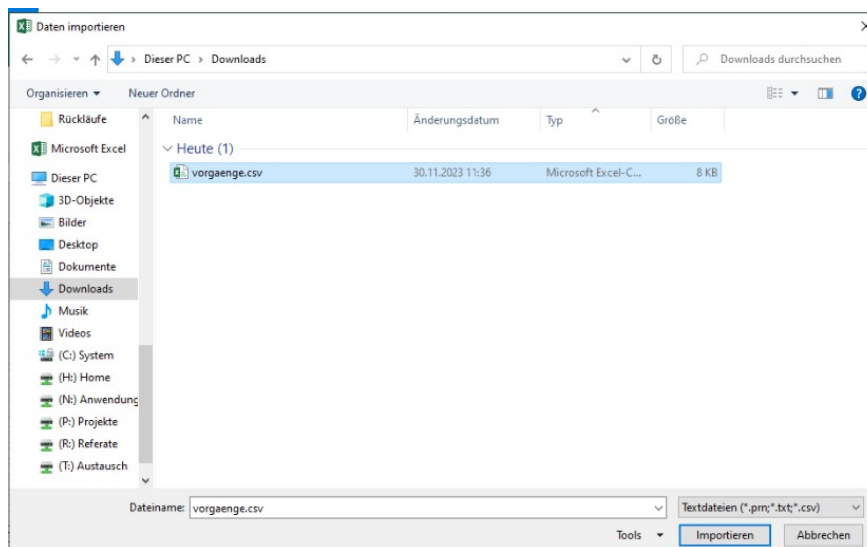 Daten importieren
Dieser PC > Downloads
Downloads durchsuchen
Organisieren
Neuer Ordner
Rückläufe
Microsoft Excel
Dieser PC
3D-Objekte
Bilder
Desktop
Dokumente
Downloads
Musik
Videos
(C:) System
(H:) Home
(N:) Anwendung
(P:) Projekte
(R:) Referate
(T:) Austausch
Name Änderungsdatum Typ Größe
Heute (1)
vorgaenge.csv 30.11.2023 11:36 Microsoft Excel-C... 8 KB
Dateiname: vorgaenge.csv
Textdateien (*.prn;*.txt;*.csv)
Tools
Importieren
Abbrechen